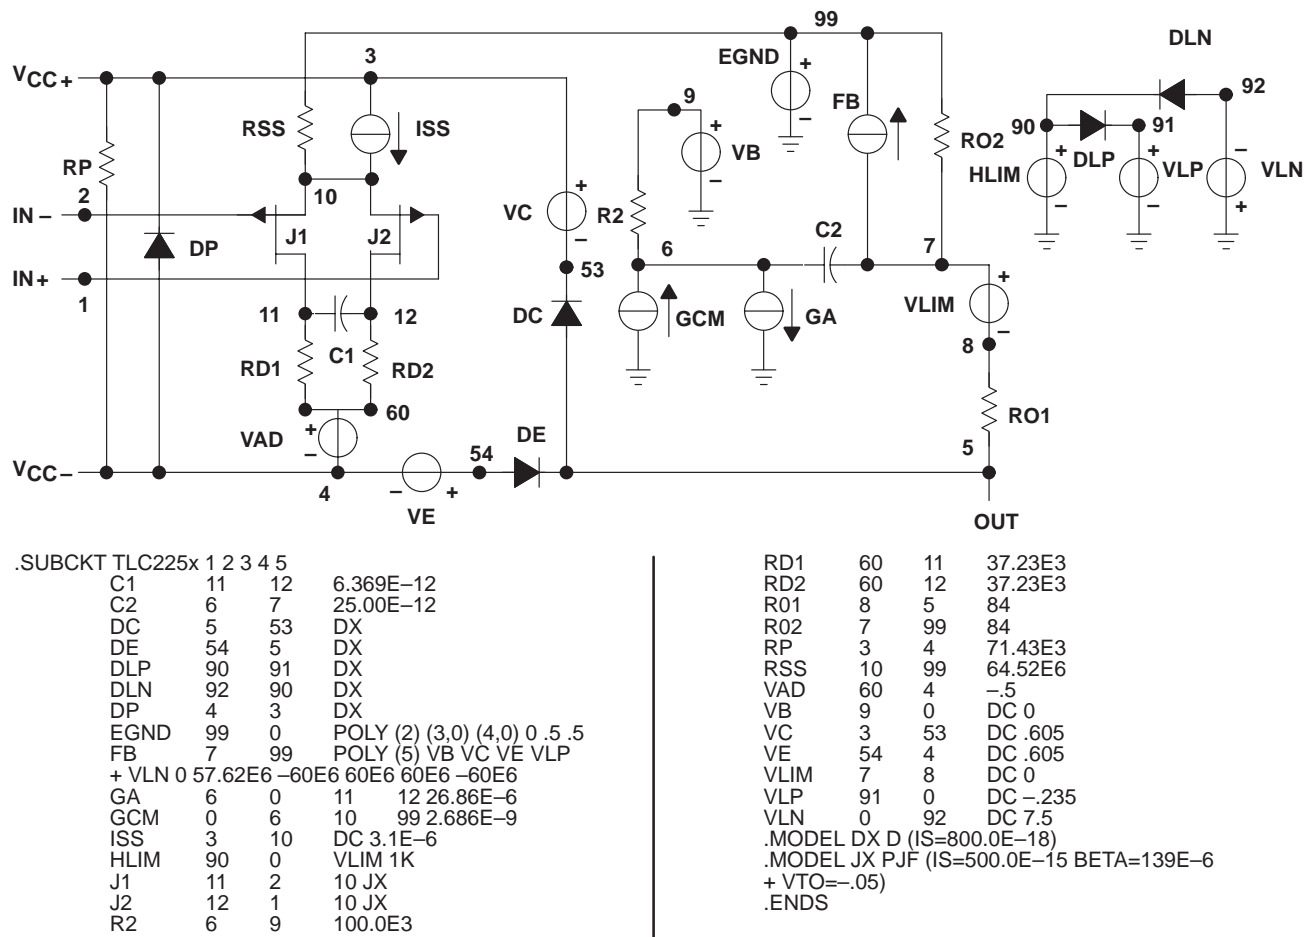 99
DLN
3
EGND
+
VCC+
92
FB
9
+
RSS
ISS
–
90
91
RO2
+
–
VB
RP
DLP
+
+
–
10
HLIM
VLP
VLN
2
+
–
–
–
+
IN –
VC
R2
C2
J1
J2
–
6
7
DP
IN +
53
+
1
VLIM
DC
GCM
GA
–
11
12
8
C1
RD1
RD2
RO1
60
+
DE
VAD
54
5
–
VCC–
4
–
+
OUT
VE
.SUBCKT TLC225x 1 2 3 4 5
C1 11 12 6.369E–12
C2 6 7 25.00E–12
DC 5 53 DX
DE 54 5 DX
DLP 90 91 DX
DLN 92 90 DX
DP 4 3 DX
EGND 99 0 POLY (2) (3,0) (4,0) 0 .5 .5
FB 7 99 POLY (5) VB VC VE VLP
+ VLN 0 57.62E6 –60E6 60E6 60E6 –60E6
GA 6 0 11 12 26.86E–6
GCM 0 6 10 99 2.686E–9
ISS 3 10 DC 3.1E–6
HLIM 90 0 VLIM 1K
J1 11 2 10 JX
J2 12 1 10 JX
R2 6 9 100.0E3
RD1 60 11 37.23E3
RD2 60 12 37.23E3
R01 8 5 84
R02 7 99 84
RP 3 4 71.43E3
RSS 10 99 64.52E6
VAD 60 4 –.5
VB 9 0 DC 0
VC 3 53 DC .605
VE 54 4 DC .605
VLIM 7 8 DC 0
VLP 91 0 DC –.235
VLN 0 92 DC 7.5
.MODEL DX D (IS=800.0E–18)
.MODEL JX PJF (IS=500.0E–15 BETA=139E–6
+ VTO=–.05)
.ENDS